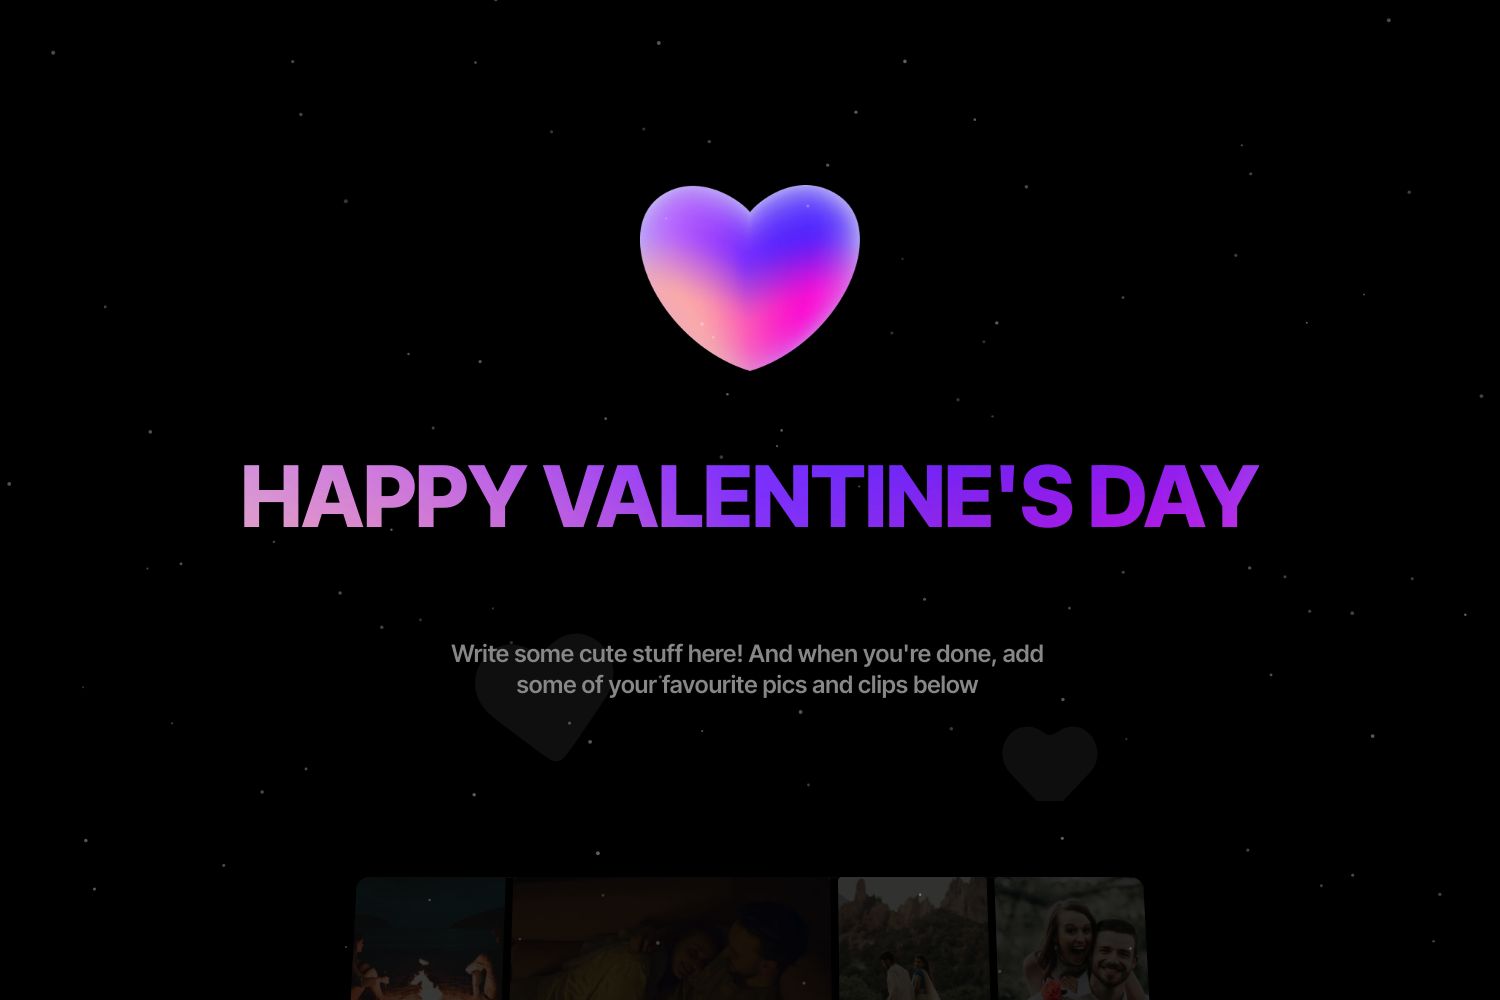 HAPPY VALENTINE'S DAY
Write some cute stuff here! And when you're done, add
some of your favourite pics and clips below